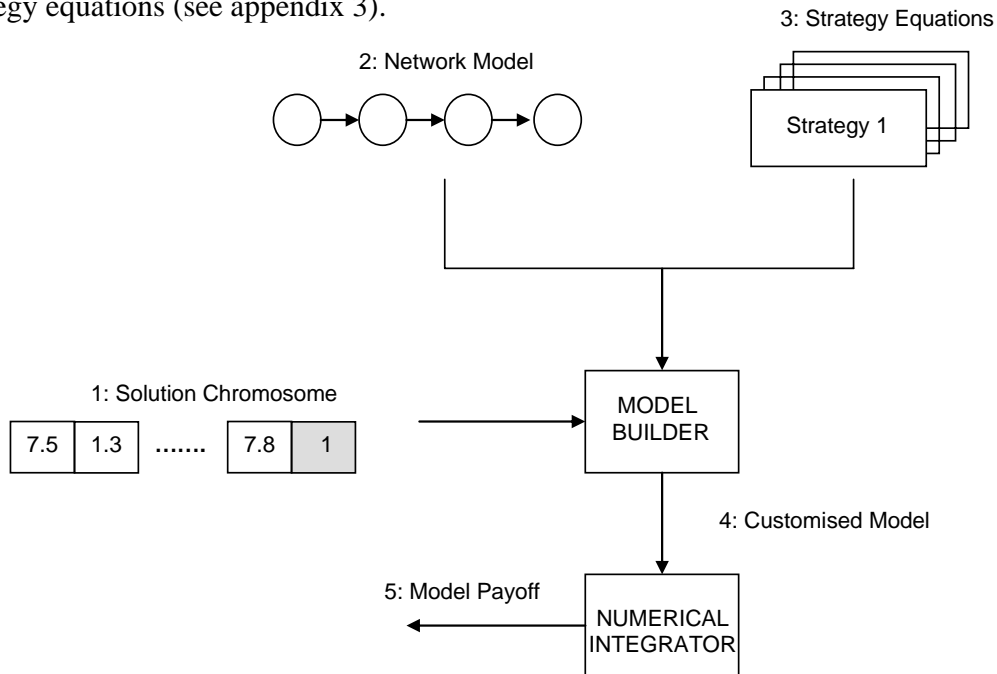 egy equations (see appendix 3).
3: Strategy Equations
2: Network Model
Strategy 1
1: Solution Chromosome
MODEL
BUILDER
7.5 1.3 ....... 7.8 1
4: Customised Model
5: Model Payoff
NUMERICAL
INTEGRATOR